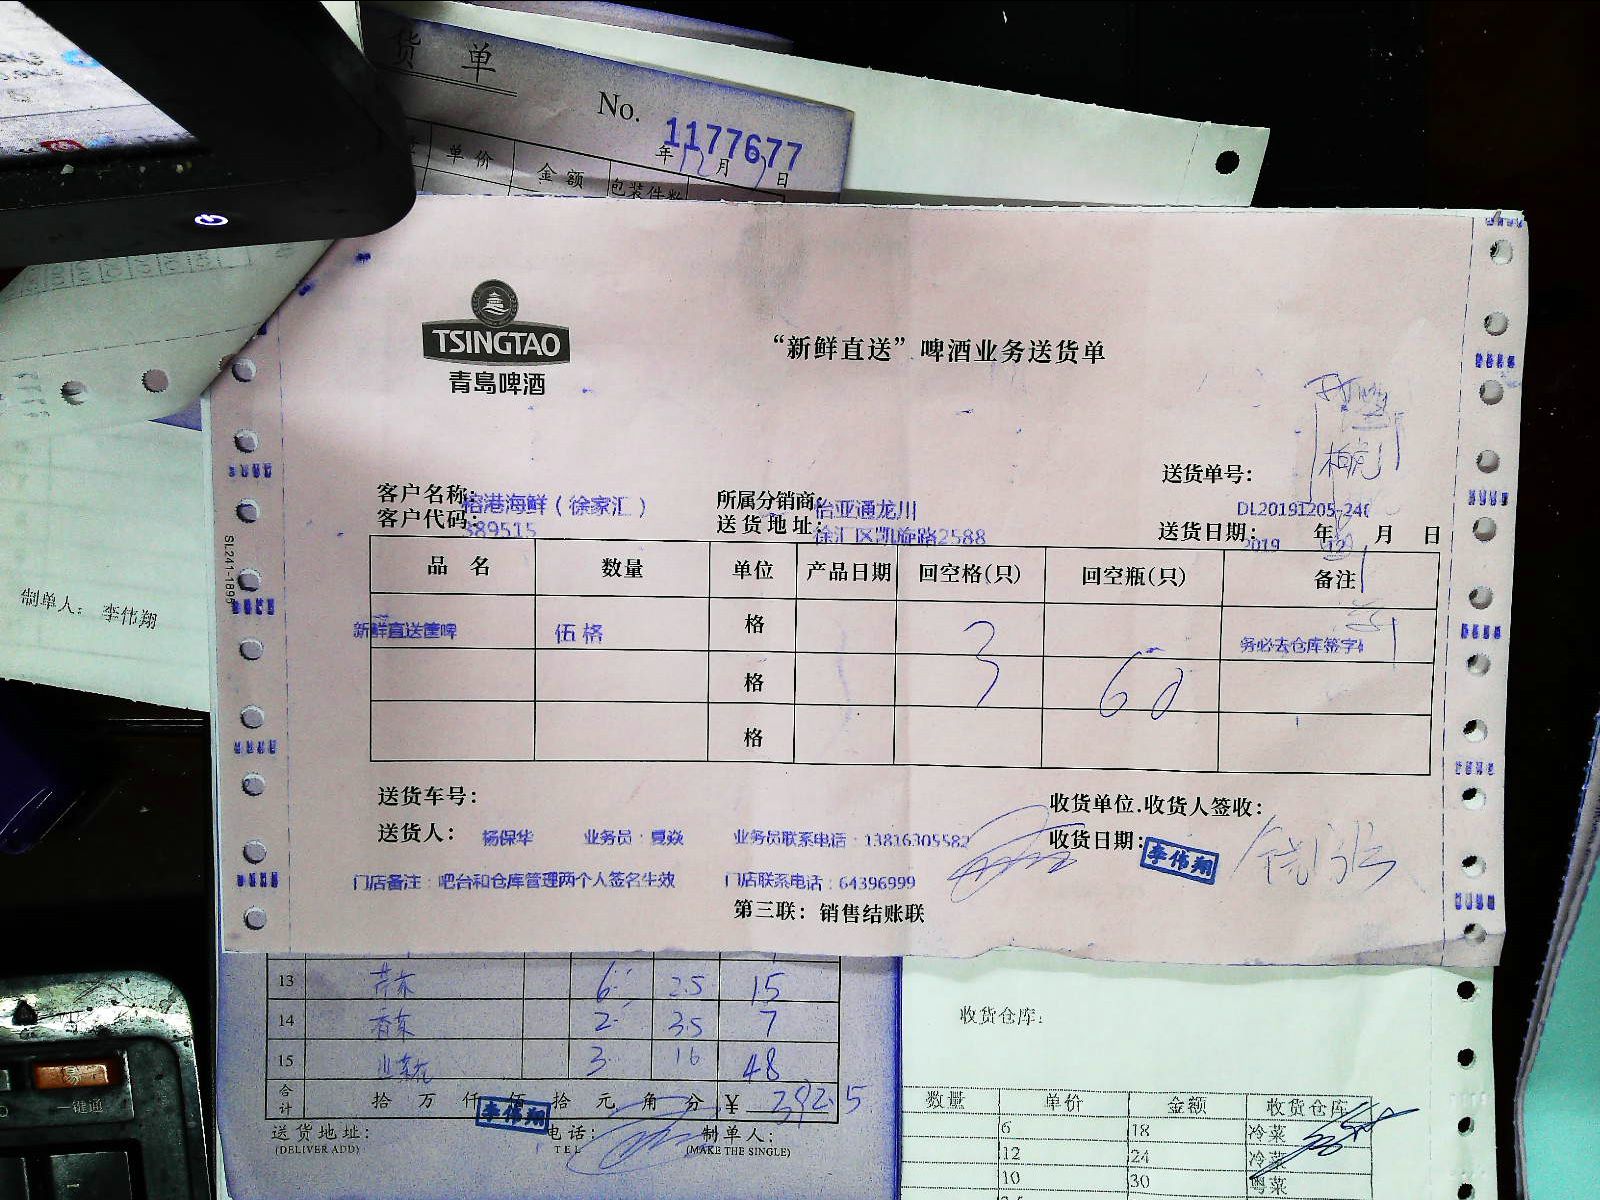 货 单
No. 1177677
年 12 月 日
单价 金额 包装件数
TSINGTAO
青岛啤酒
“新鲜直送”啤酒业务送货单
送货单号:
DL20191205-246
客户名称: 榕港海鲜（徐家汇） 所属分销商: 怡亚通龙川
客户代码: 389515 送货地址: 徐汇区凯旋路2588 送货日期: 2019 年 12 月 日
品 名 数量 单位 产品日期 回空格(只) 回空瓶(只) 备注
新鲜直送筐啤 伍格 格 3 务必去仓库签字
格 60
格
送货车号:
收货单位.收货人签收:
送货人: 杨保华 业务员:夏焱 业务员联系电话:13816305582 收货日期: 李伟翔
门店备注:吧台和仓库管理两个人签名生效 门店联系电话:64396999
第三联: 销售结账联
SL241-1895
制单人: 李伟翔
13 6 2.5 15
14 2 3.5 7
15 3 16 48
合计 拾 万 仟 佰 拾 元 角 分 ¥ 392.5
李伟翔
送货地址: 电话: 制单人:
(DELIVER ADD) TEL (MAKE THE SINGLE)
收货仓库:
数量 单价 金额 收货仓库
6 18 冷菜
12 24 冷菜
10 30 粤菜
一键通